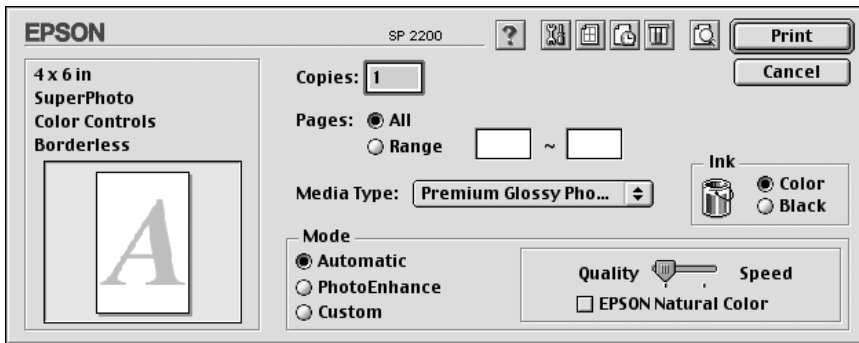 EPSON
SP 2200
?
Print
Cancel
4 x 6 in
SuperPhoto
Color Controls
Borderless
A
Copies: 1
Pages: All
Range ~
Media Type: Premium Glossy Pho...
Ink
Color
Black
Mode
Automatic
PhotoEnhance
Custom
Quality Speed
EPSON Natural Color